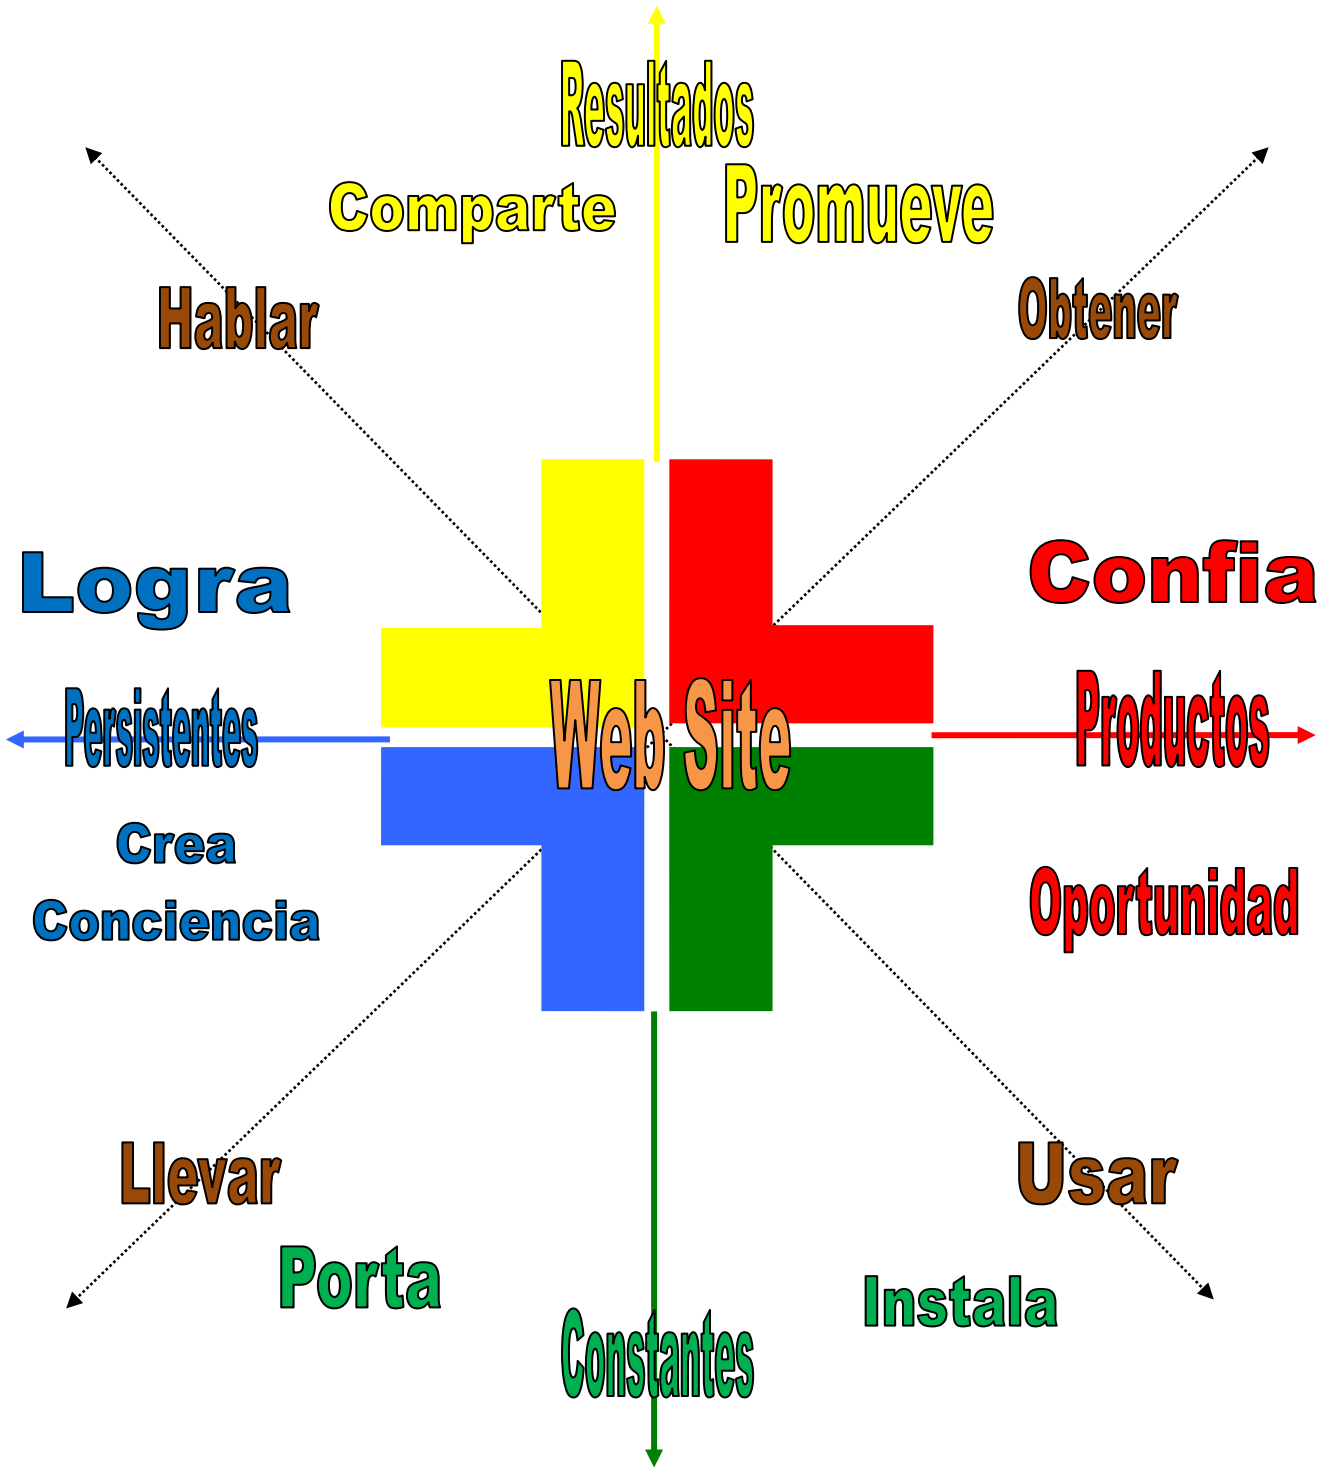 Resultados
Comparte
Promueve
Hablar
Obtener
Logra
Confia
Persistentes
Web Site
Productos
Crea
Conciencia
Oportunidad
Llevar
Usar
Porta
Instala
Constantes